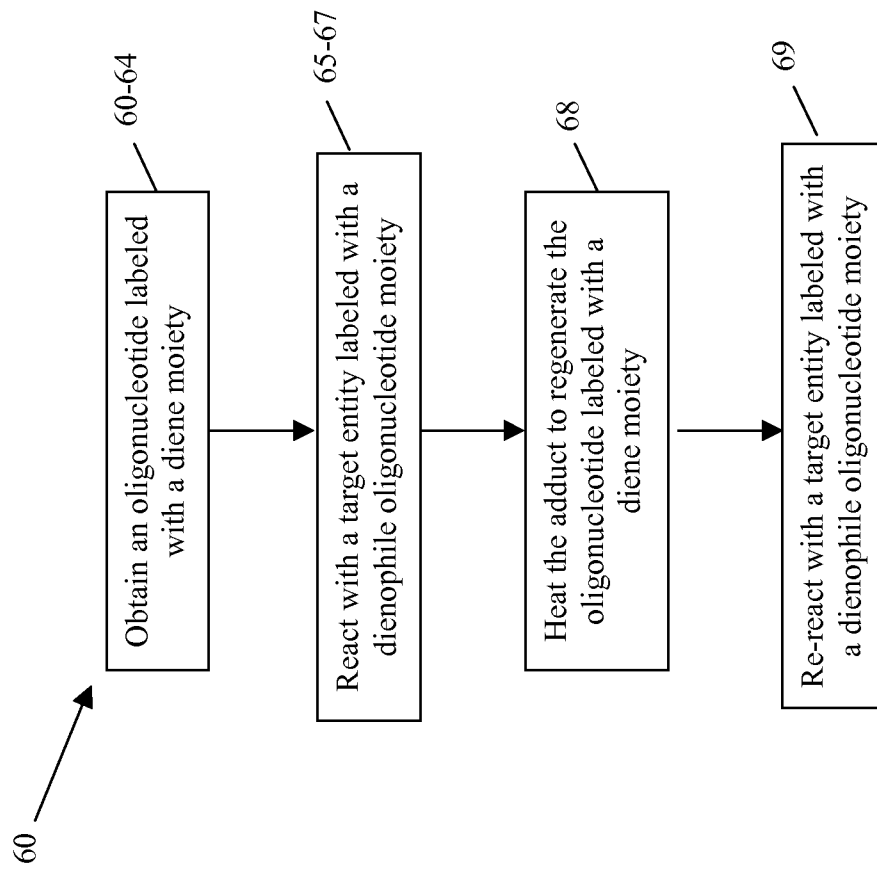 60
Obtain an oligonucleotide labeled
with a diene moiety
60-64
React with a target entity labeled with a
dienophile oligonucleotide moiety
65-67
Heat the adduct to regenerate the
oligonucleotide labeled with a
diene moiety
68
Re-react with a target entity labeled with
a dienophile oligonucleotide moiety
69